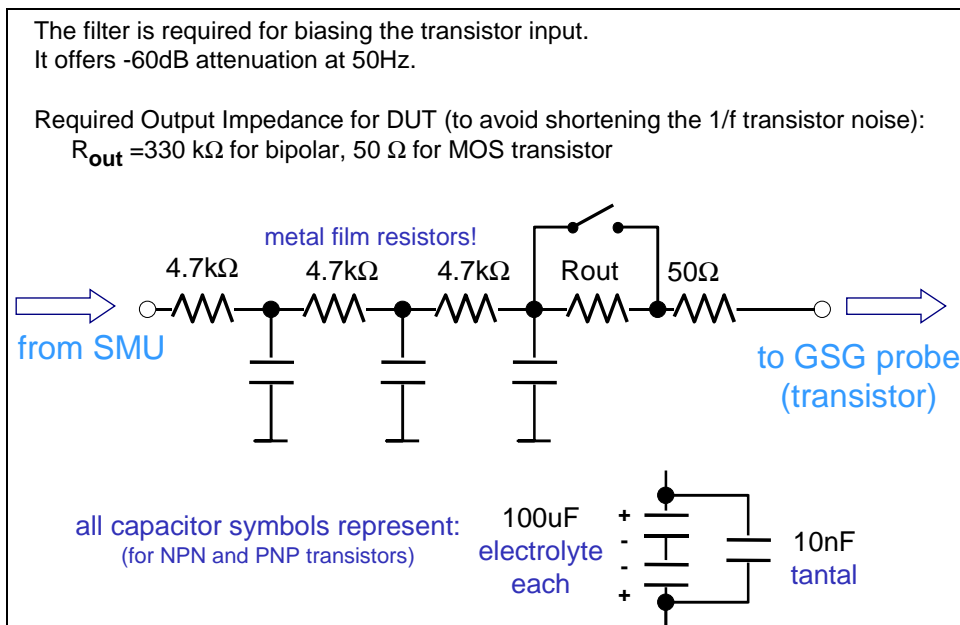 The filter is required for biasing the transistor input.
It offers -60dB attenuation at 50Hz.
Required Output Impedance for DUT (to avoid shortening the 1/f transistor noise):
Rout =330 kΩ for bipolar, 50 Ω for MOS transistor
metal film resistors!
4.7kΩ 4.7kΩ 4.7kΩ Rout 50Ω
from SMU
to GSG probe
(transistor)
all capacitor symbols represent:
(for NPN and PNP transistors)
100uF
electrolyte
each
+
-
-
+
10nF
tantal